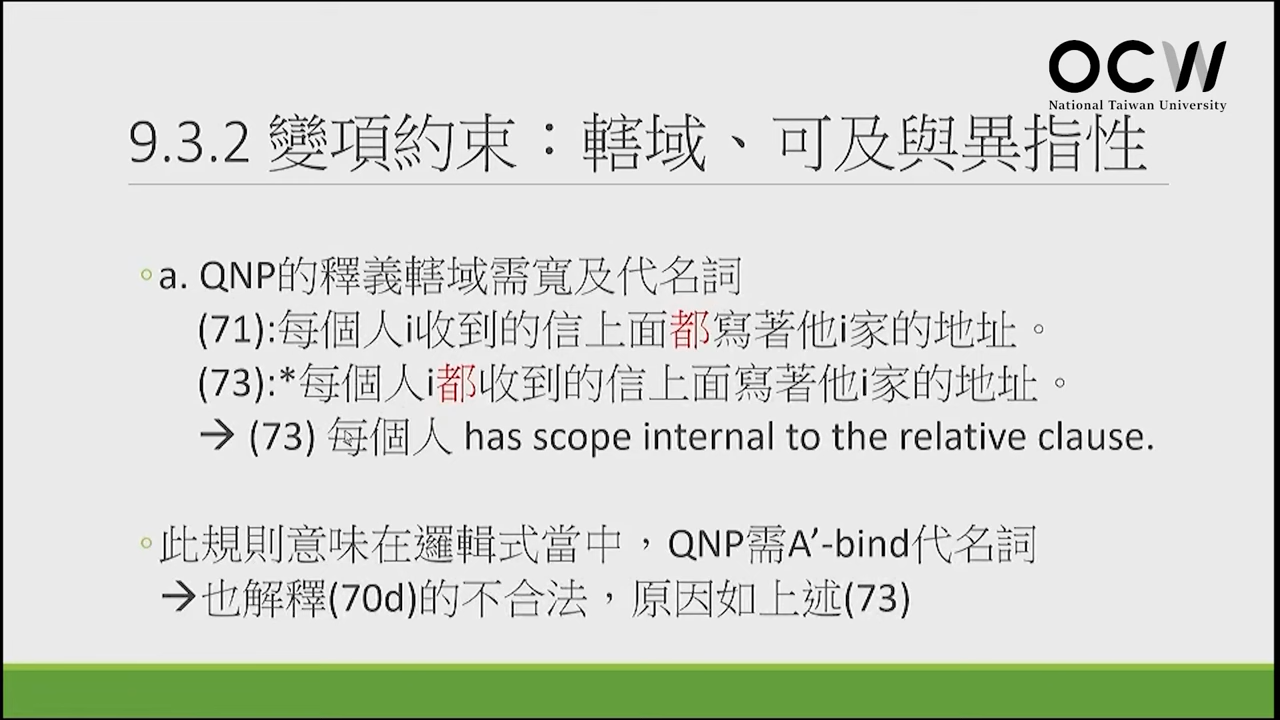 OCW
National Taiwan University
9.3.2 變項約束：轄域、可及與異指性
a. QNP的釋義轄域需寬及代名詞
(71):每個人i收到的信上面都寫著他i家的地址。
(73):*每個人i都收到的信上面寫著他i家的地址。
→ (73) 每個人 has scope internal to the relative clause.
此規則意味在邏輯式當中，QNP需A’-bind代名詞
→也解釋(70d)的不合法，原因如上述(73)